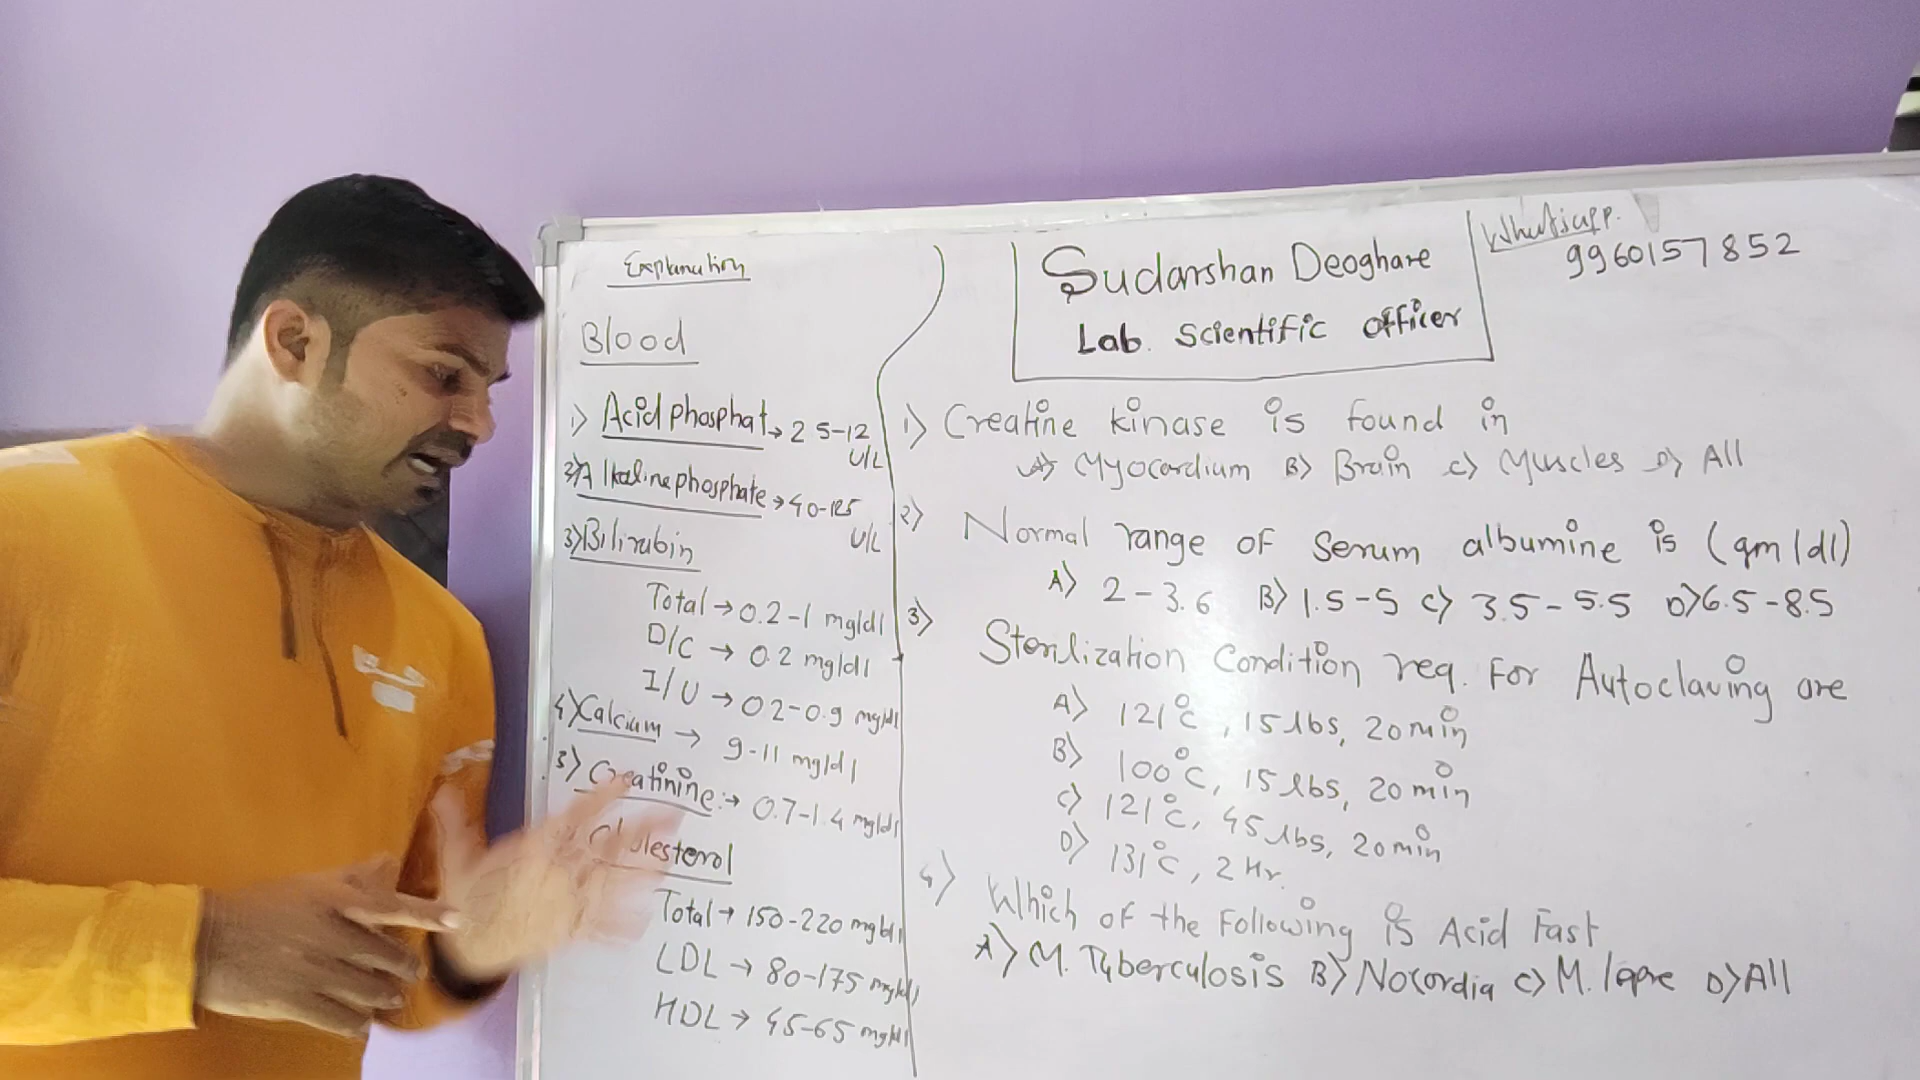 Explanation
Blood
1) Acid phosphat → 2 5-12
U/L
2) Alkaline phosphate → 40-125
U/L
3) Bilirubin
Total → 0.2-1 mg/dl
D/C → 0.2 mg/dl
I/U → 02-0.9 mg/dl
4) Calcium → 9-11 mg/dl
5) Creatinine :→ 0.7-1.4 mg/dl
Cholesterol
Total → 150-220 mg/dl
LDL → 80-175 mg/dl
HDL → 45-65 mg/dl
Sudarshan Deoghare
Lab. Scientific Officer
Whatsapp.
9960157852
1) Creatine kinase is found in
A) Myocardium B) Brain C) Muscles D) All
2) Normal range of Serum albumine is (gm/dl)
A) 2-3.6 B) 1.5-5 C) 3.5-5.5 D) 6.5-8.5
3) Sterilization Condition req. For Autoclaving are
A) 121°C, 15 lbs, 20 min
B) 100°C, 15 lbs, 20 min
C) 121°C, 45 lbs, 20 min
D) 131°C, 2 Hr.
4) Which of the Following is Acid Fast
A) M. Tuberculosis B) Nocordia C) M. lepre D) All